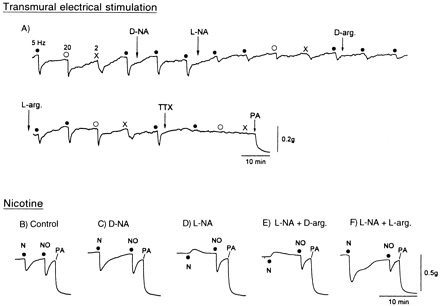 Transmural electrical stimulation
A) D-NA L-NA D-arg.
5 Hz 20 2
X X
L-arg. TTX PA
X X
0.2g
10 min
Nicotine
B) Control C) D-NA D) L-NA E) L-NA + D-arg. F) L-NA + L-arg.
N NO PA N NO PA N NO PA N NO PA N NO PA
0.5g
10 min